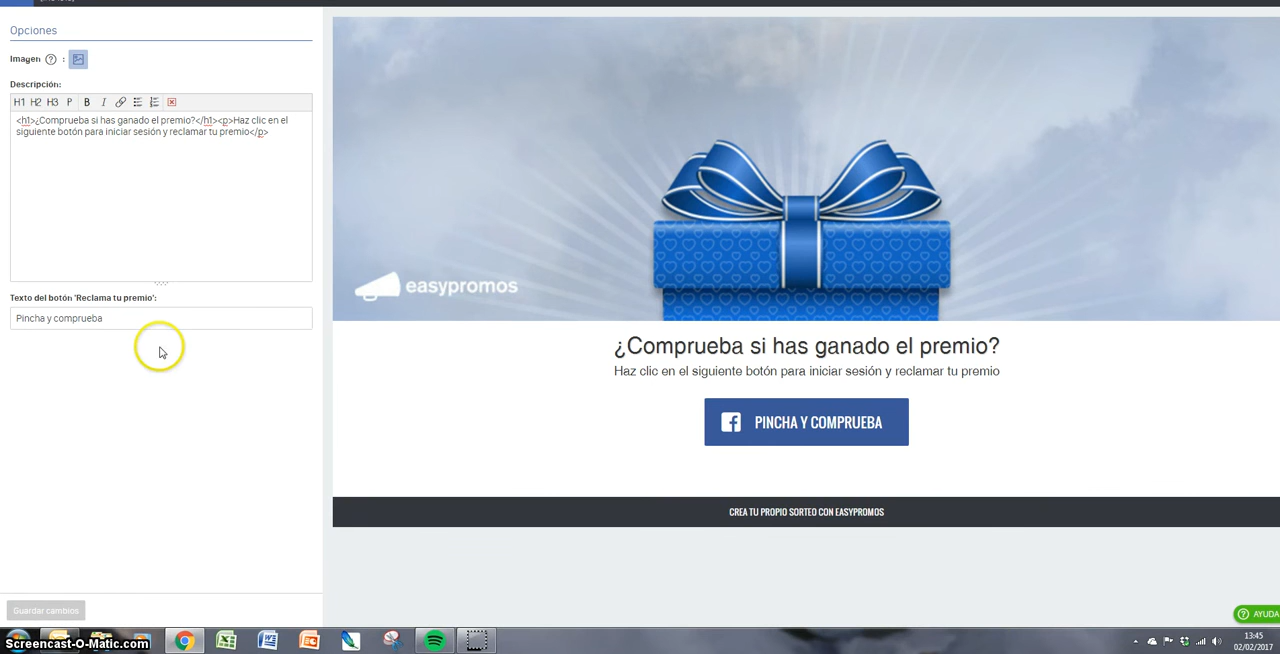 Opciones
Imagen ? :
Descripción:
H1 H2 H3 P B I
<h1>¿Comprueba si has ganado el premio?</h1><p>Haz clic en el
siguiente botón para iniciar sesión y reclamar tu premio</p>
Texto del botón 'Reclama tu premio':
Pincha y comprueba
Guardar cambios
easypromos
¿Comprueba si has ganado el premio?
Haz clic en el siguiente botón para iniciar sesión y reclamar tu premio
PINCHA Y COMPRUEBA
CREA TU PROPIO SORTEO CON EASYPROMOS
? AYUDA
Screencast-O-Matic.com
13:45
02/02/2017